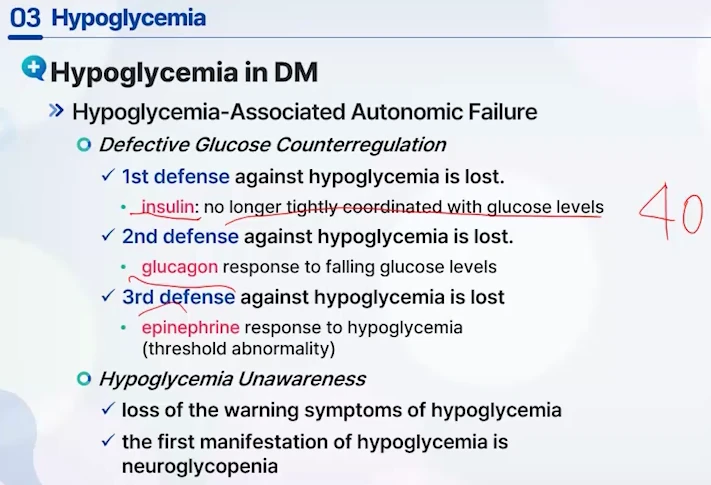 03 Hypoglycemia
Hypoglycemia in DM
Hypoglycemia-Associated Autonomic Failure
Defective Glucose Counterregulation
1st defense against hypoglycemia is lost.
insulin: no longer tightly coordinated with glucose levels
40
2nd defense against hypoglycemia is lost.
glucagon response to falling glucose levels
3rd defense against hypoglycemia is lost
epinephrine response to hypoglycemia
(threshold abnormality)
Hypoglycemia Unawareness
loss of the warning symptoms of hypoglycemia
the first manifestation of hypoglycemia is
neuroglycopenia